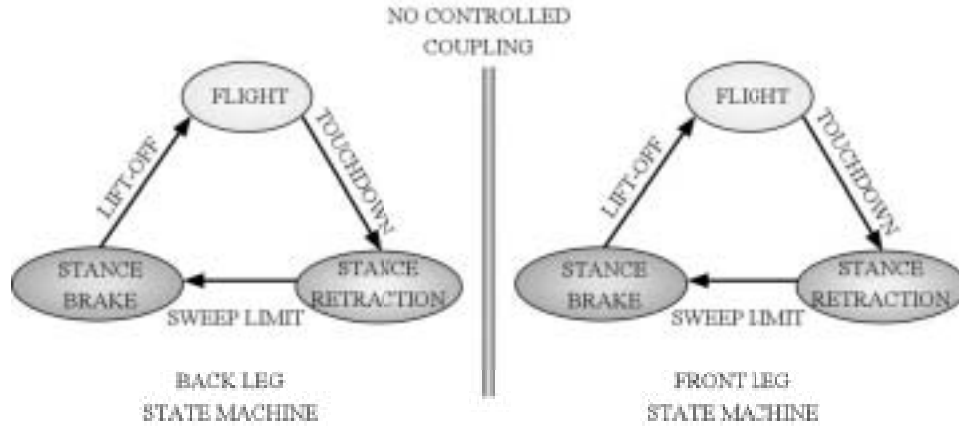 NO CONTROLLED
COUPLING
FLIGHT
LIFT-OFF
TOUCHDOWN
STANCE
BRAKE
STANCE
RETRACTION
SWEEP LIMIT
BACK LEG
STATE MACHINE
FLIGHT
LIFT-OFF
TOUCHDOWN
STANCE
BRAKE
STANCE
RETRACTION
SWEEP LIMIT
FRONT LEG
STATE MACHINE